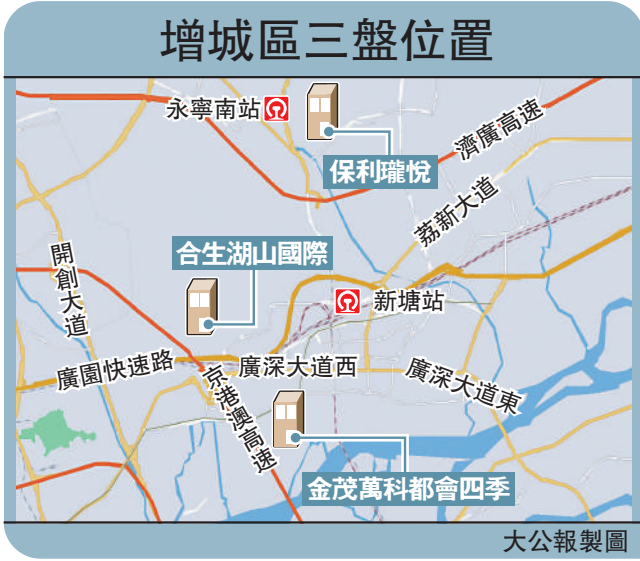 增城區三盤位置
永寧南站
保利瓏悅
濟廣高速
荔新大道
開創大道
合生湖山國際
新塘站
廣園快速路
廣深大道西
廣深大道東
京港澳高速
金茂萬科都會四季
大公報製圖